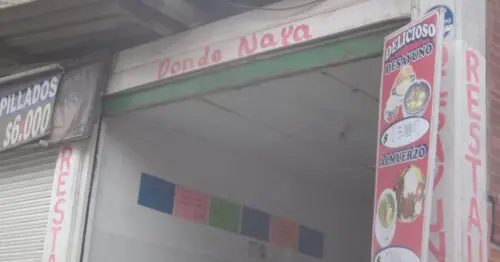 Donde Naya
PILLADOS
$6.000
RESTA
DELICIOSO
DESAYUNO
$
ALMUERZO
$
RESTAU